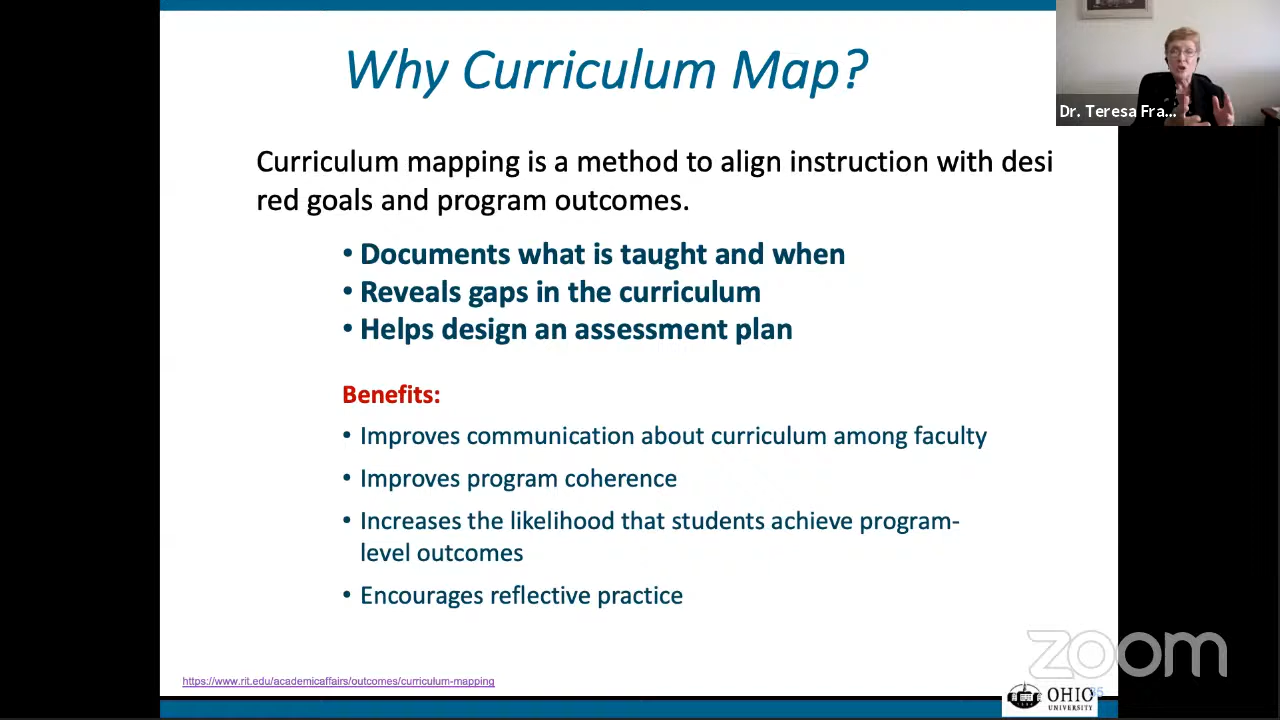 Why Curriculum Map?
Dr. Teresa Fra...
Curriculum mapping is a method to align instruction with desi
red goals and program outcomes.
• Documents what is taught and when
• Reveals gaps in the curriculum
• Helps design an assessment plan
Benefits:
• Improves communication about curriculum among faculty
• Improves program coherence
• Increases the likelihood that students achieve program-
level outcomes
• Encourages reflective practice
zoom
https://www.rit.edu/academicaffairs/outcomes/curriculum-mapping
OHIO
UNIVERSITY